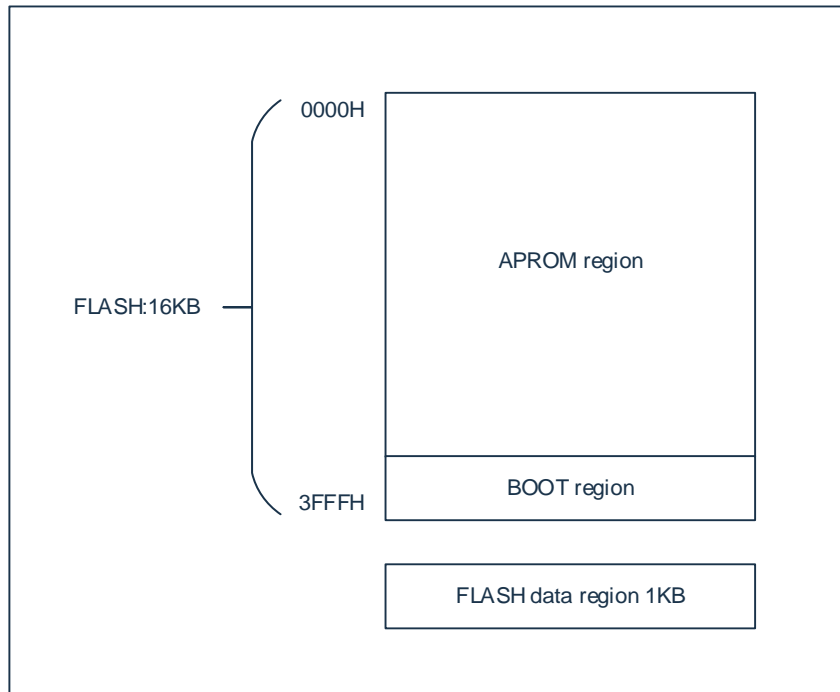 0000H
APROM region
FLASH:16KB
BOOT region
3FFFH
FLASH data region 1KB